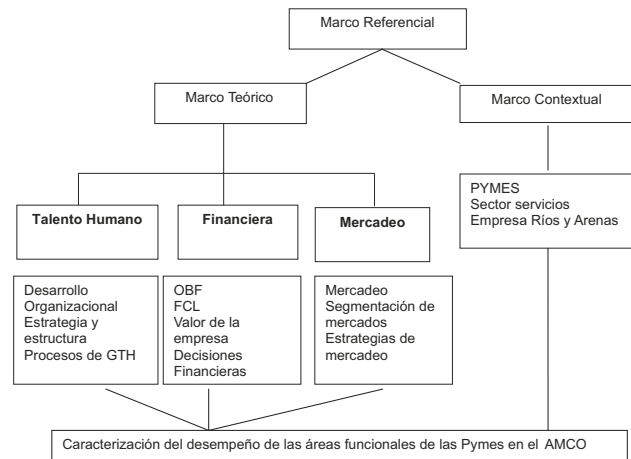 Marco Referencial
Marco Teórico
Marco Contextual
Talento Humano
Financiera
Mercadeo
PYMES
Sector servicios
Empresa Ríos y Arenas
Desarrollo
Organizacional
Estrategia y
estructura
Procesos de GTH
OBF
FCL
Valor de la
empresa
Decisiones
Financieras
Mercadeo
Segmentación de
mercados
Estrategias de
mercadeo
Caracterización del desempeño de las áreas funcionales de las Pymes en el AMCO